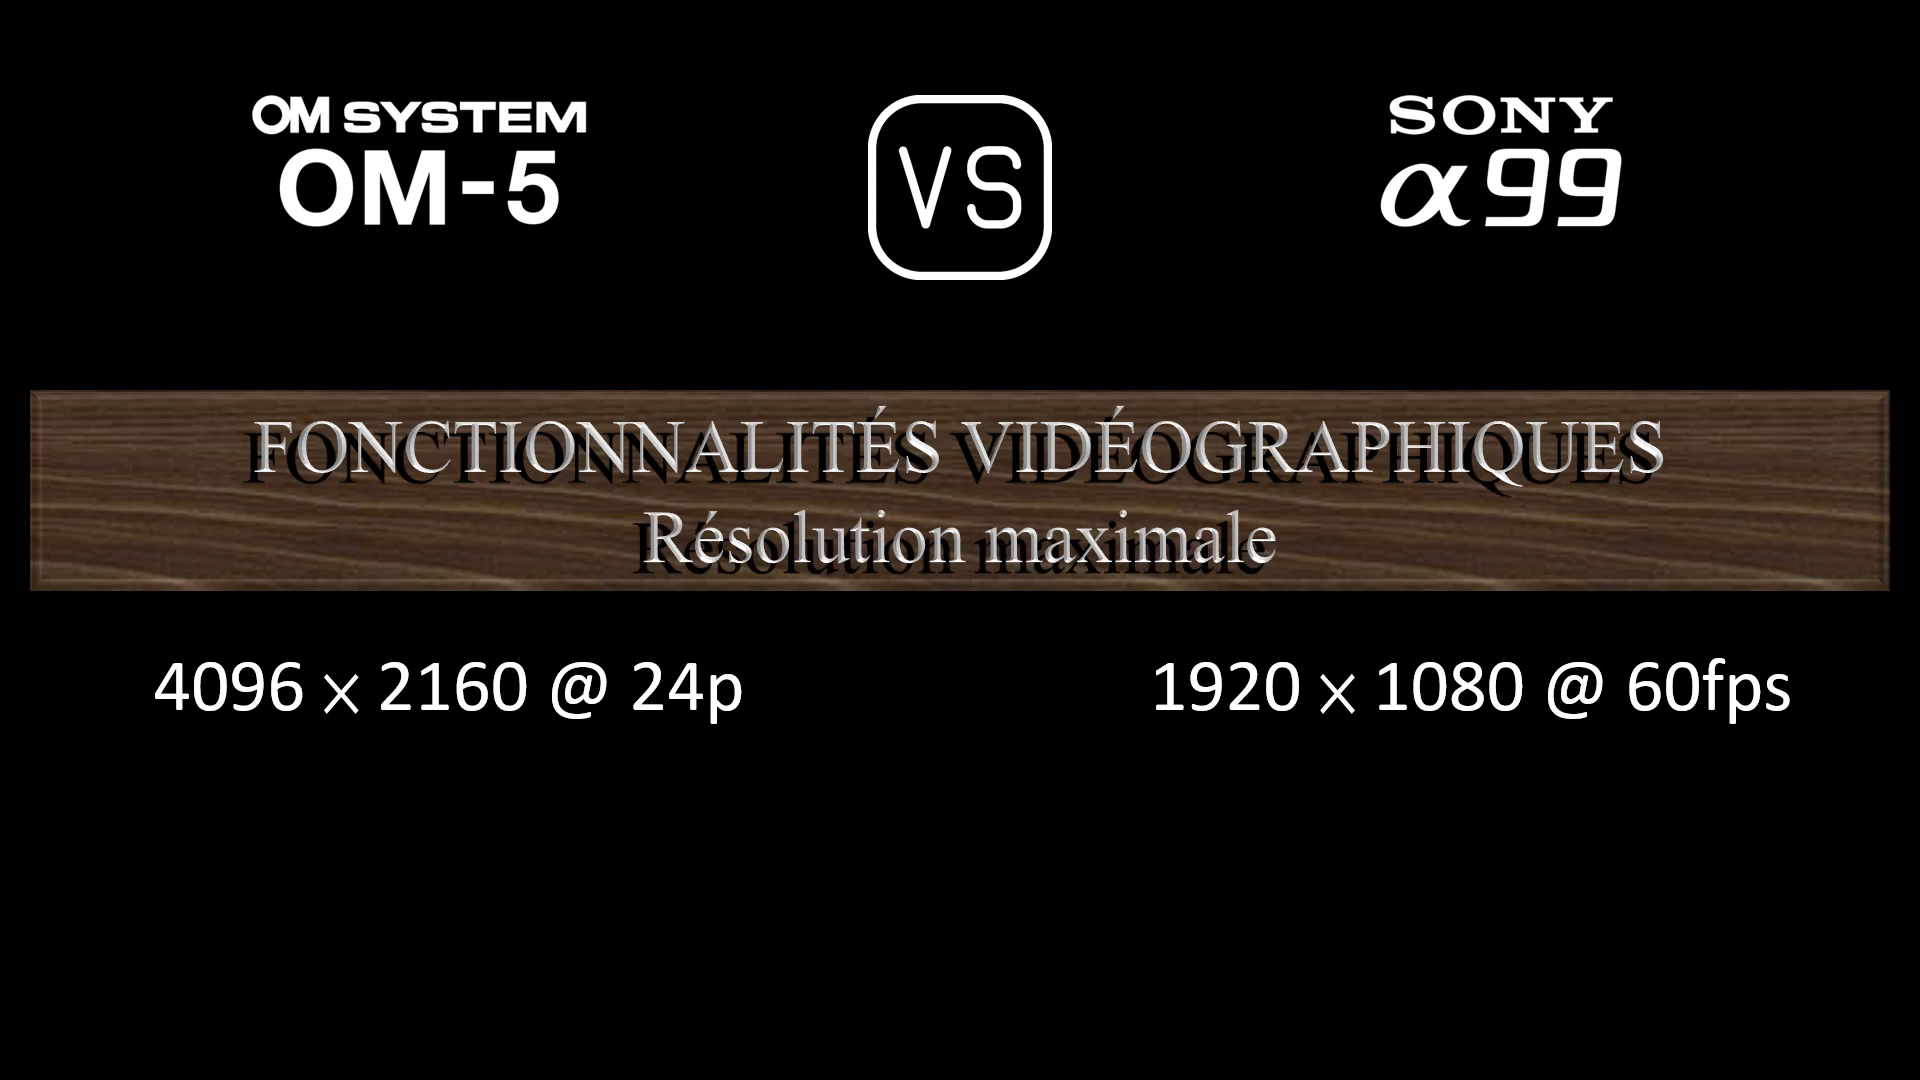 OM SYSTEM
OM-5
VS
SONY
α99
FONCTIONNALITÉS VIDÉOGRAPHIQUES
Résolution maximale
4096 x 2160 @ 24p
1920 x 1080 @ 60fps